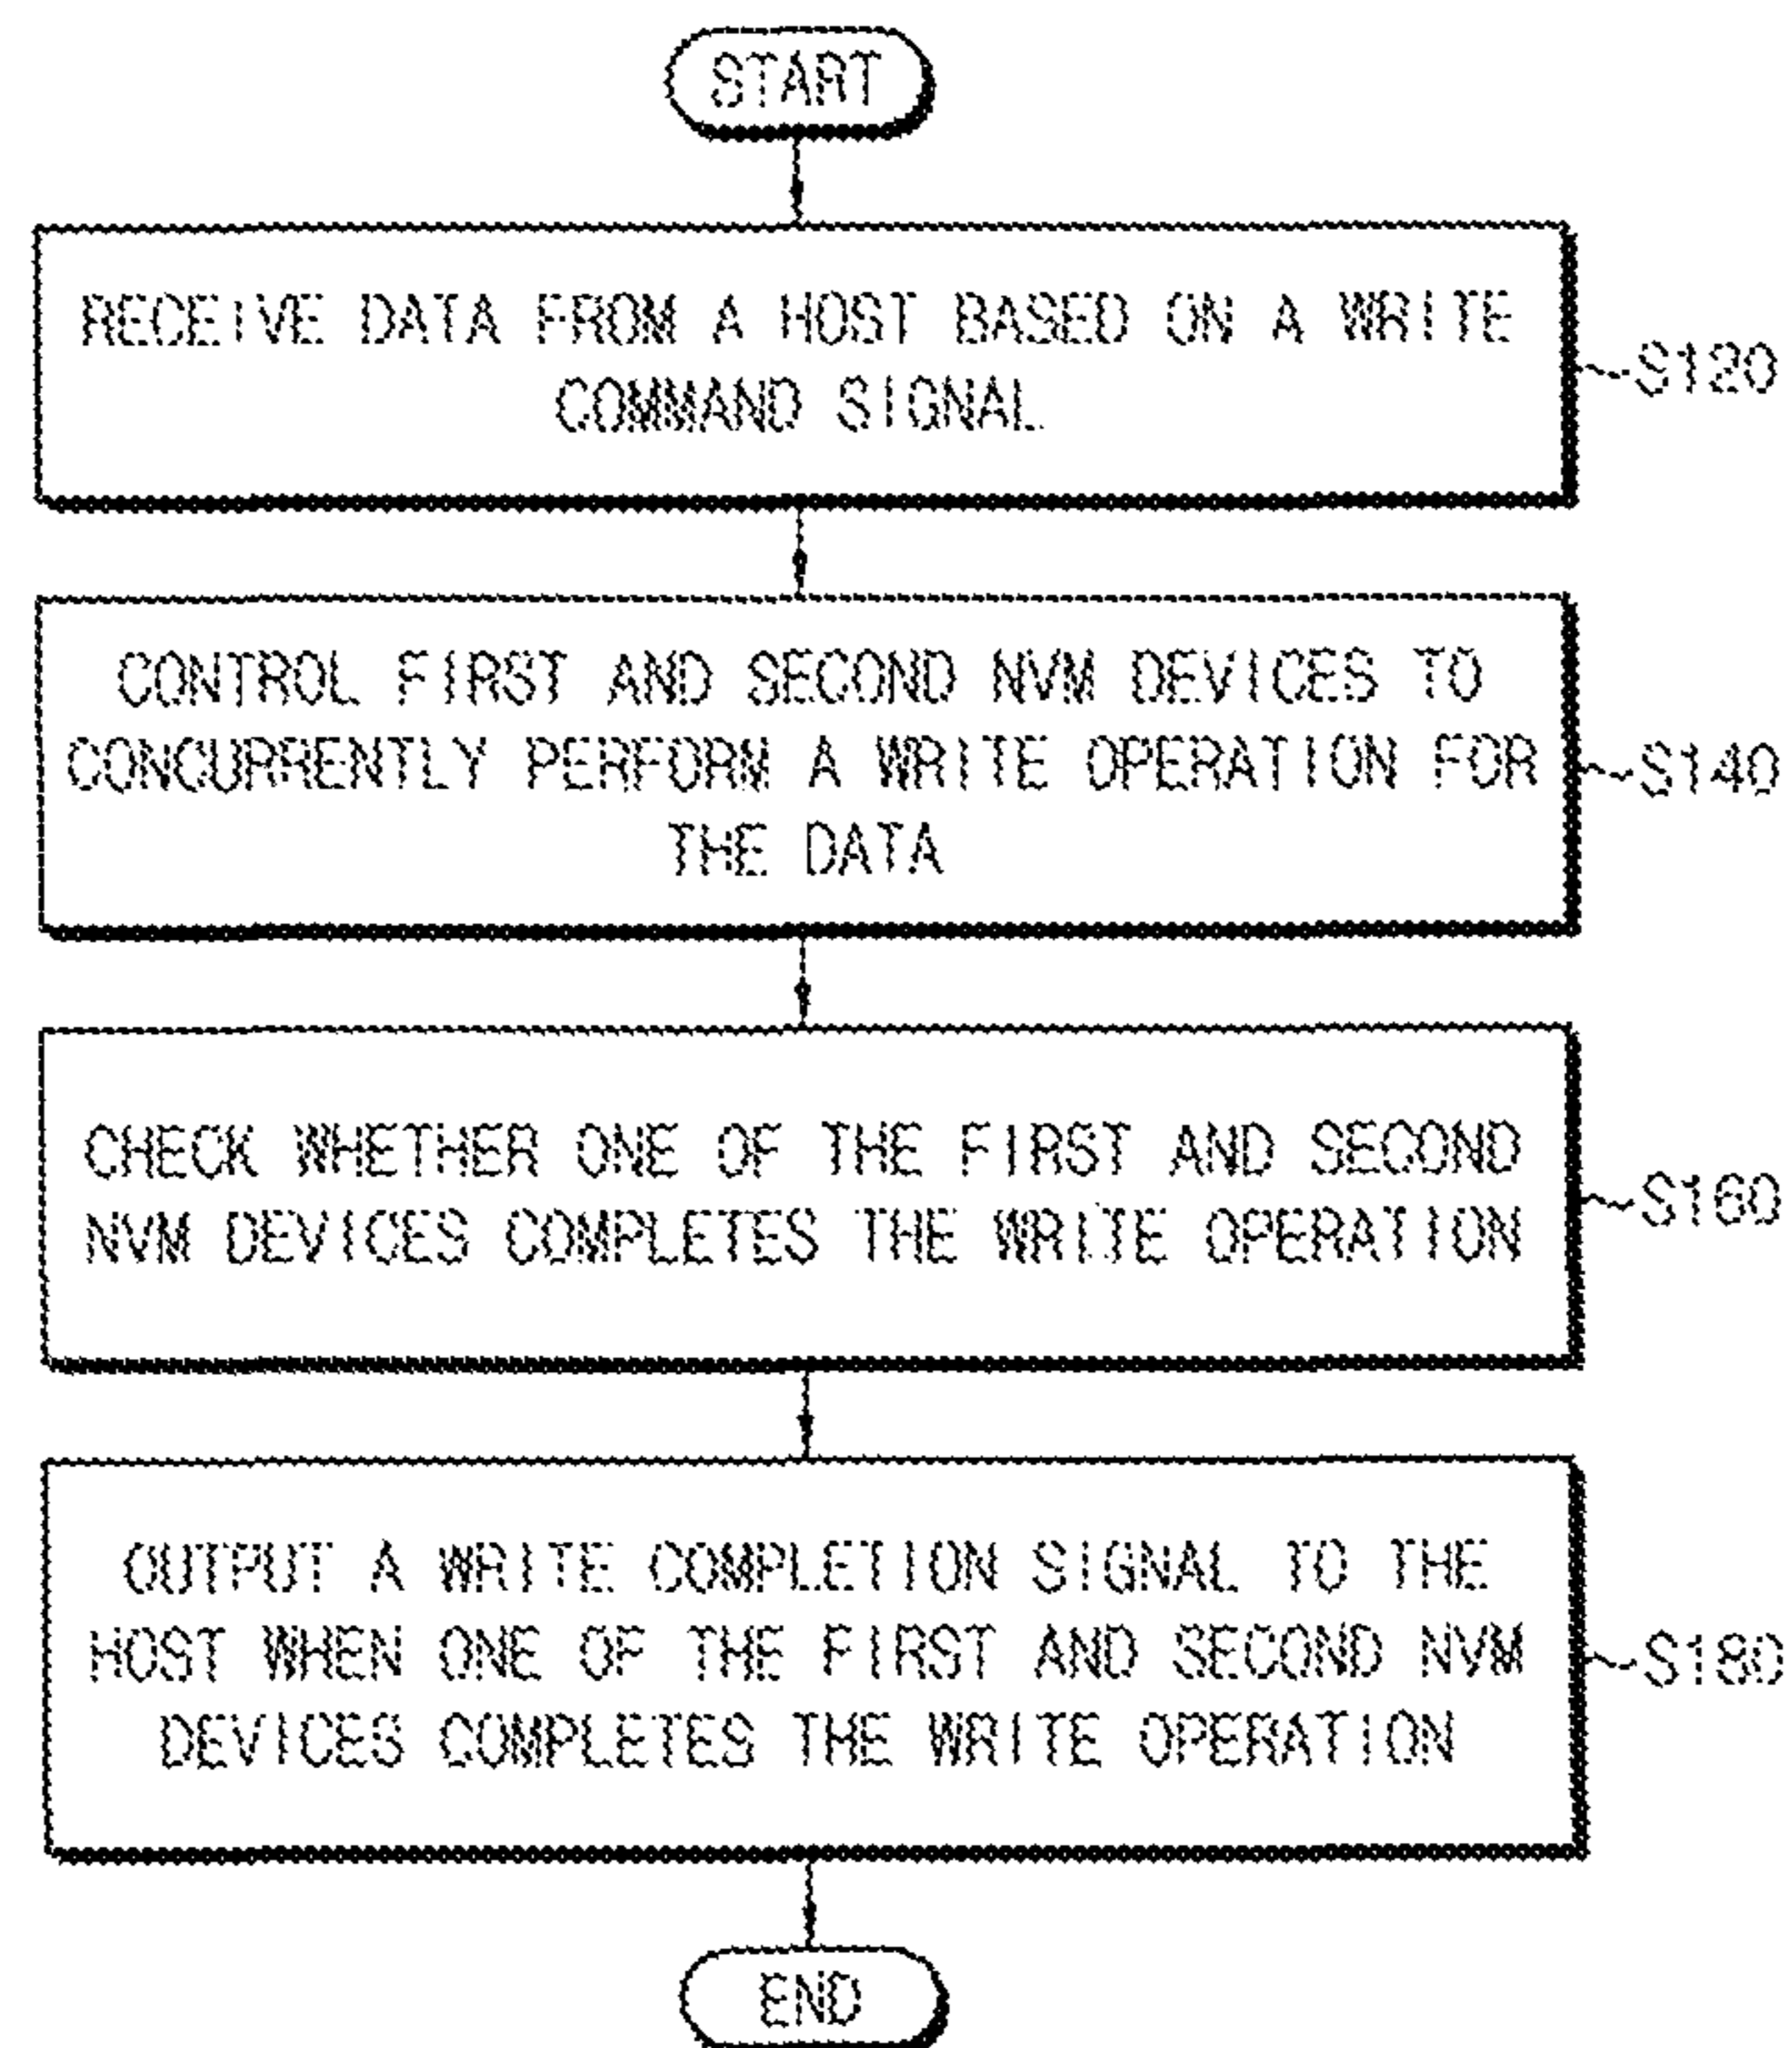 START
RECEIVE DATA FROM A HOST BASED ON A WRITE
COMMAND SIGNAL
S120
CONTROL FIRST AND SECOND NVM DEVICES TO
CONCURRENTLY PERFORM A WRITE OPERATION FOR
THE DATA
S140
CHECK WHETHER ONE OF THE FIRST AND SECOND
NVM DEVICES COMPLETES THE WRITE OPERATION
S160
OUTPUT A WRITE COMPLETION SIGNAL TO THE
HOST WHEN ONE OF THE FIRST AND SECOND NVM
DEVICES COMPLETES THE WRITE OPERATION
S180
END